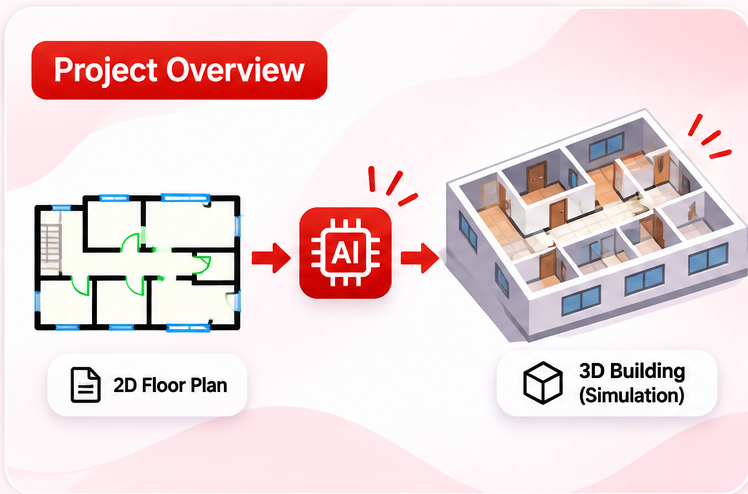 Project Overview
AI
2D Floor Plan
3D Building
(Simulation)